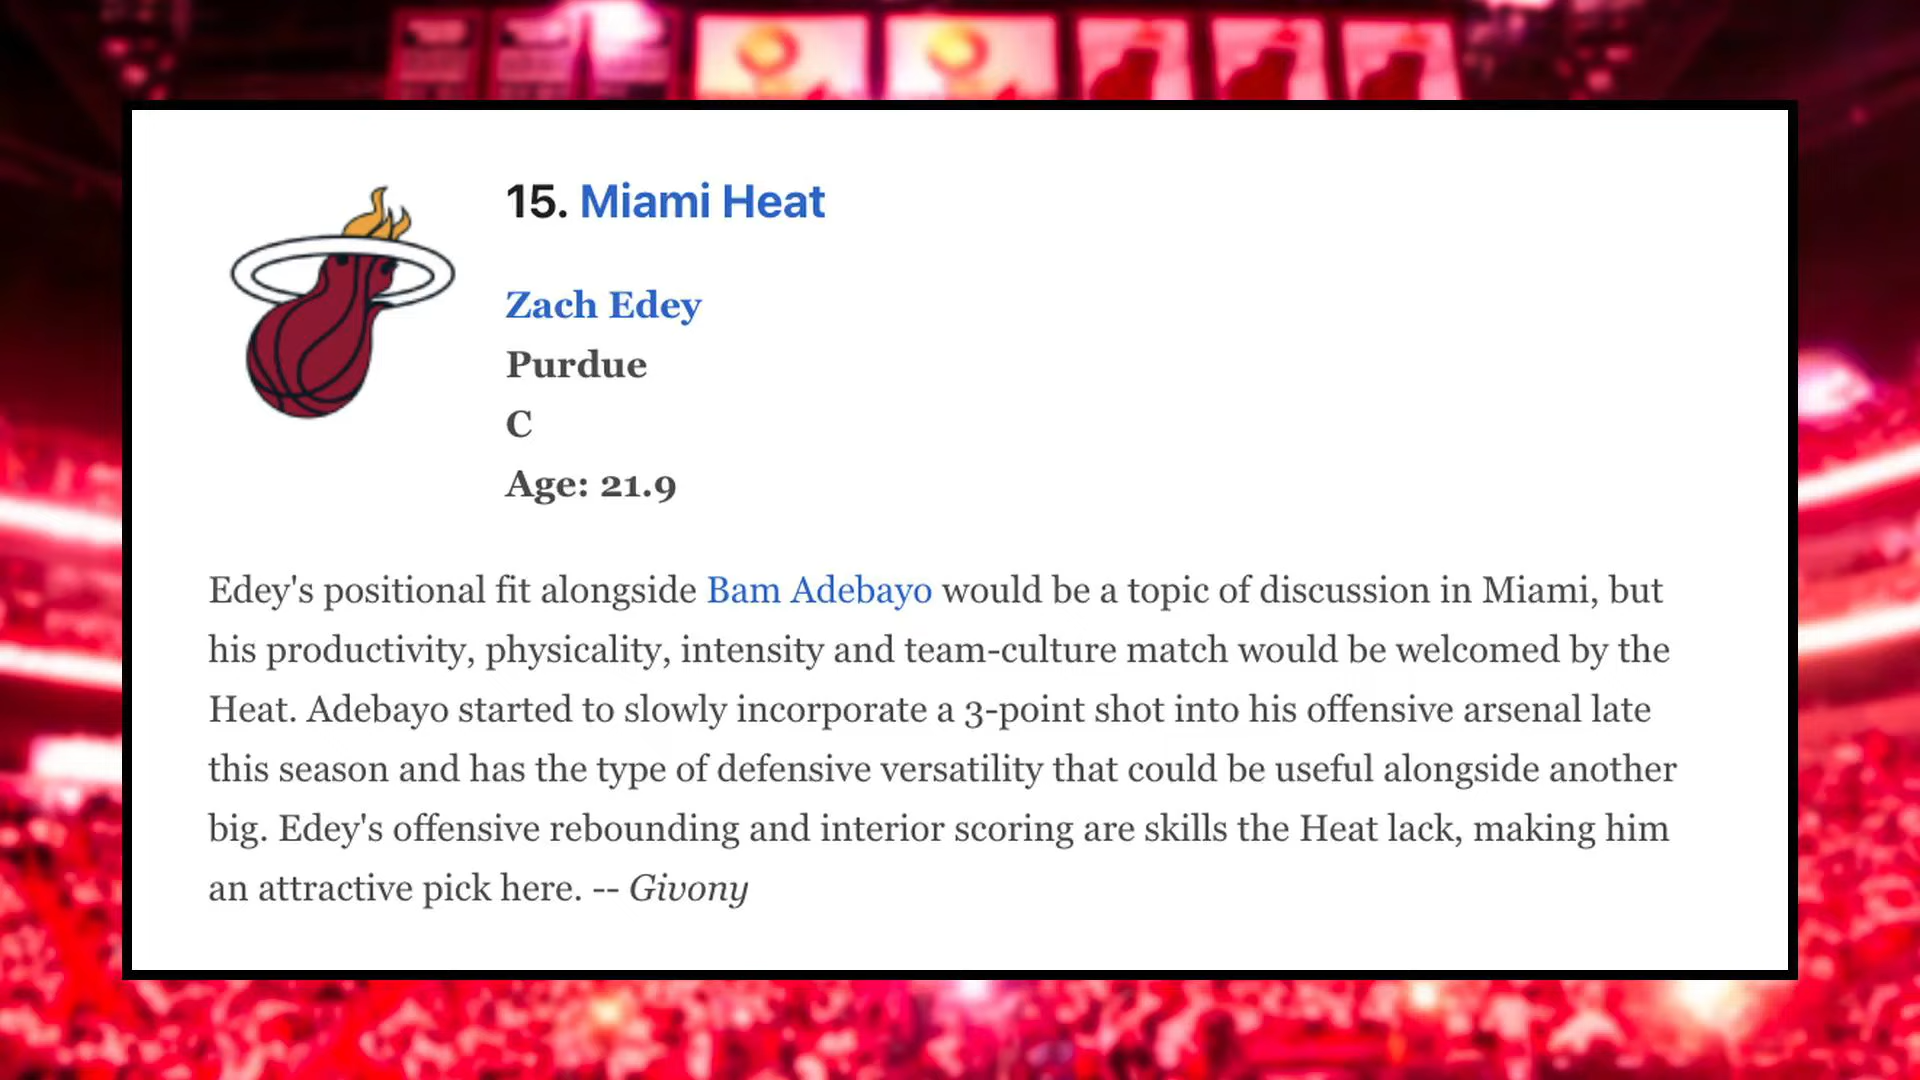 15. Miami Heat
Zach Edey
Purdue
C
Age: 21.9
Edey's positional fit alongside Bam Adebayo would be a topic of discussion in Miami, but
his productivity, physicality, intensity and team-culture match would be welcomed by the
Heat. Adebayo started to slowly incorporate a 3-point shot into his offensive arsenal late
this season and has the type of defensive versatility that could be useful alongside another
big. Edey's offensive rebounding and interior scoring are skills the Heat lack, making him
an attractive pick here. -- Givony